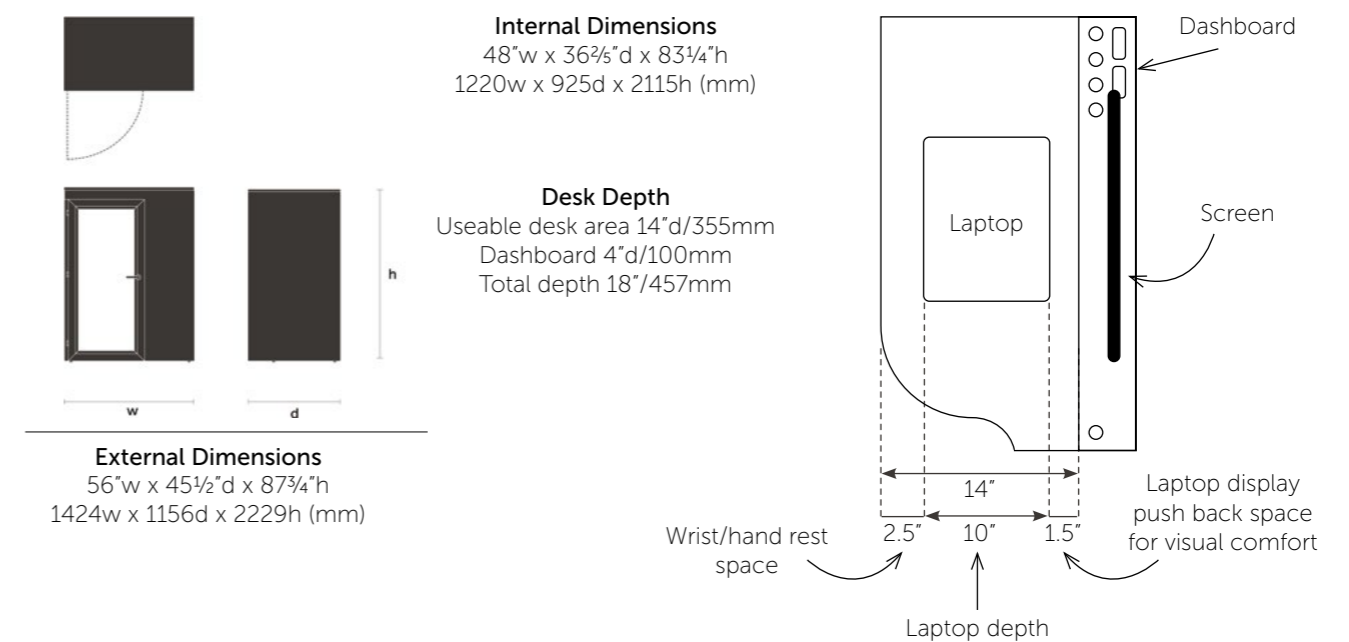 Internal Dimensions
48”w x 36⅖”d x 83¼”h
1220w x 925d x 2115h (mm)
Desk Depth
Useable desk area 14”d/355mm
Dashboard 4”d/100mm
Total depth 18”/457mm
h
w
d
External Dimensions
56”w x 45½”d x 87¾”h
1424w x 1156d x 2229h (mm)
Dashboard
Laptop
Screen
14”
2.5”
10”
1.5”
Wrist/hand rest
space
Laptop depth
Laptop display
push back space
for visual comfort